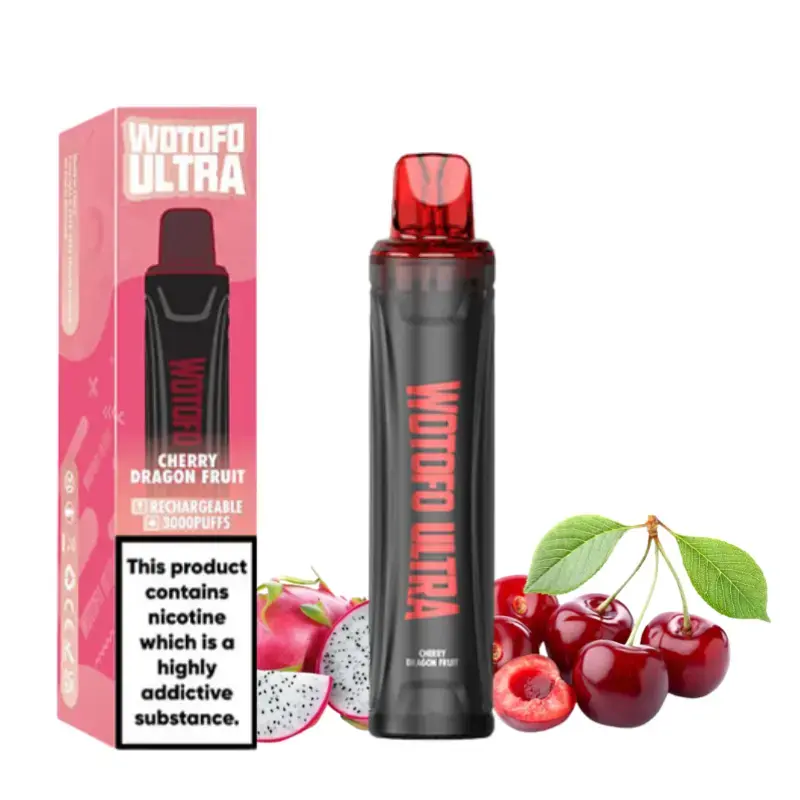 WOTOFO
ULTRA
WOTOFO
CHERRY
DRAGON FRUIT
RECHARGEABLE
3000PUFFS
This product
contains
nicotine
which is a
highly
addictive
substance.
WOTOFO ULTRA
CHERRY
DRAGON FRUIT